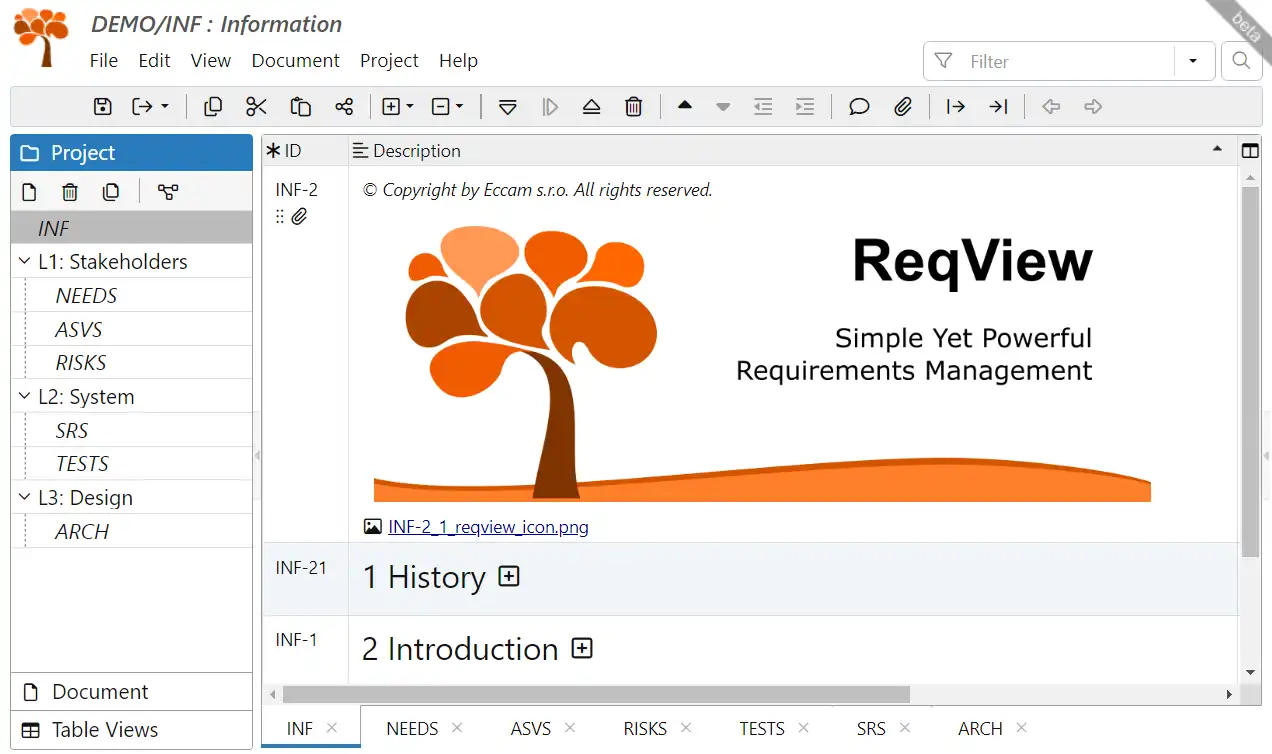 DEMO/INF : Information
beta
File Edit View Document Project Help
Filter
Project
INF
L1: Stakeholders
NEEDS
ASVS
RISKS
L2: System
SRS
TESTS
L3: Design
ARCH
Document
Table Views
ID Description
INF-2 © Copyright by Eccam s.r.o. All rights reserved.
ReqView
Simple Yet Powerful
Requirements Management
INF-2_1_reqview_icon.png
INF-21 1 History
INF-1 2 Introduction
INF NEEDS ASVS RISKS TESTS SRS ARCH